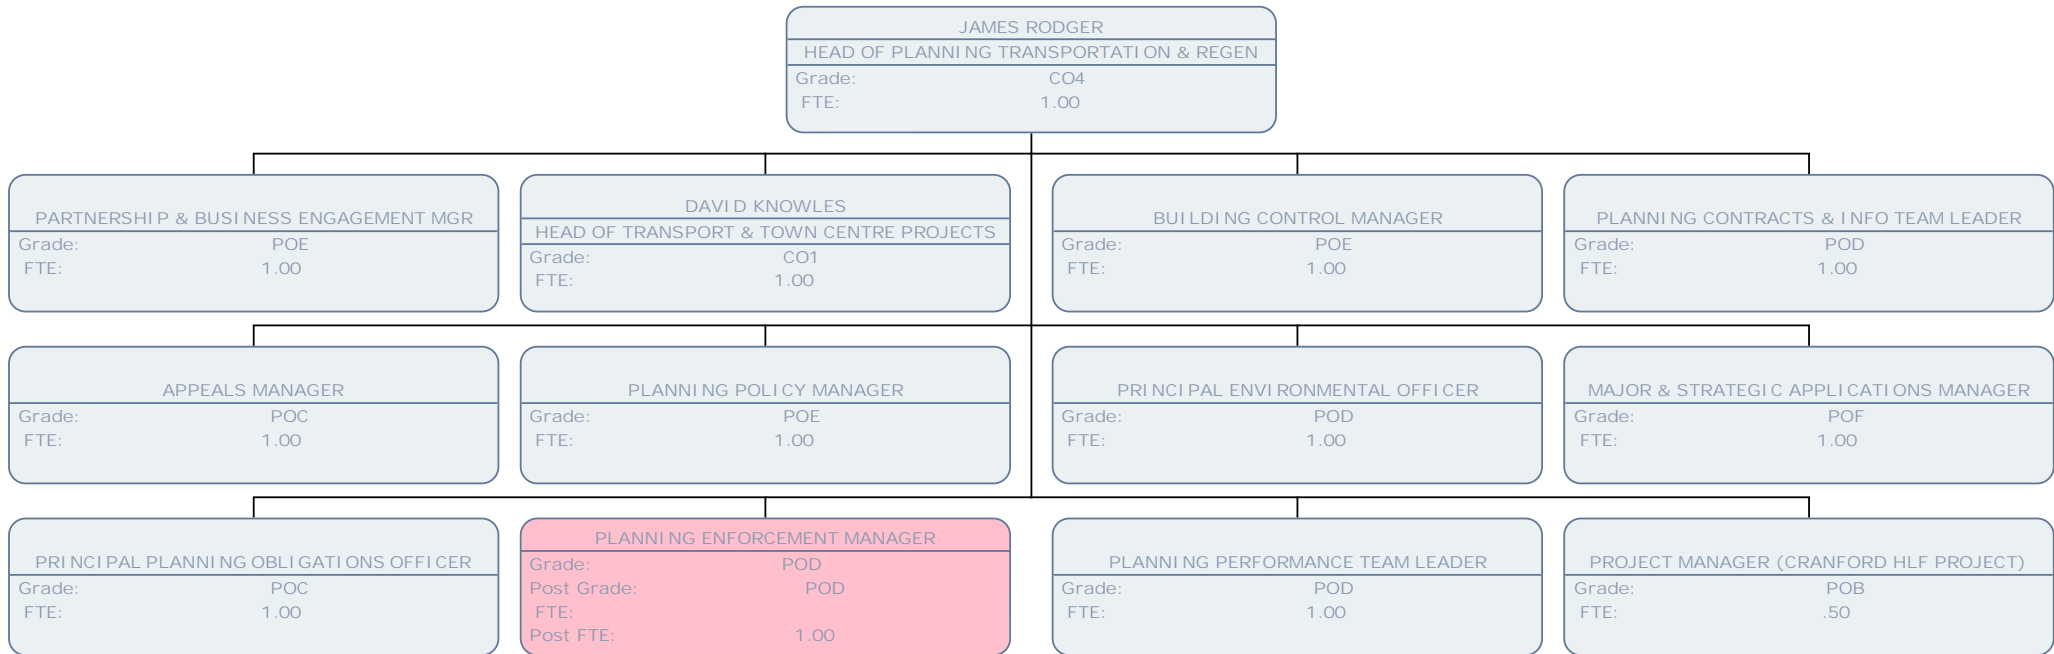 JAMES RODGER
HEAD OF PLANNING TRANSPORTATION & REGEN
Grade: CO4
FTE: 1.00
PARTNERSHIP & BUSINESS ENGAGEMENT MGR
Grade: POE
FTE: 1.00
DAVID KNOWLES
HEAD OF TRANSPORT & TOWN CENTRE PROJECTS
Grade: CO1
FTE: 1.00
BUILDING CONTROL MANAGER
Grade: POE
FTE: 1.00
PLANNING CONTRACTS & INFO TEAM LEADER
Grade: POD
FTE: 1.00
APPEALS MANAGER
Grade: POC
FTE: 1.00
PLANNING POLICY MANAGER
Grade: POE
FTE: 1.00
PRINCIPAL ENVIRONMENTAL OFFICER
Grade: POD
FTE: 1.00
MAJOR & STRATEGIC APPLICATIONS MANAGER
Grade: POF
FTE: 1.00
PRINCIPAL PLANNING OBLIGATIONS OFFICER
Grade: POC
FTE: 1.00
PLANNING ENFORCEMENT MANAGER
Grade: POD
Post Grade: POD
FTE:
Post FTE: 1.00
PLANNING PERFORMANCE TEAM LEADER
Grade: POD
FTE: 1.00
PROJECT MANAGER (CRANFORD HLF PROJECT)
Grade: POB
FTE: .50